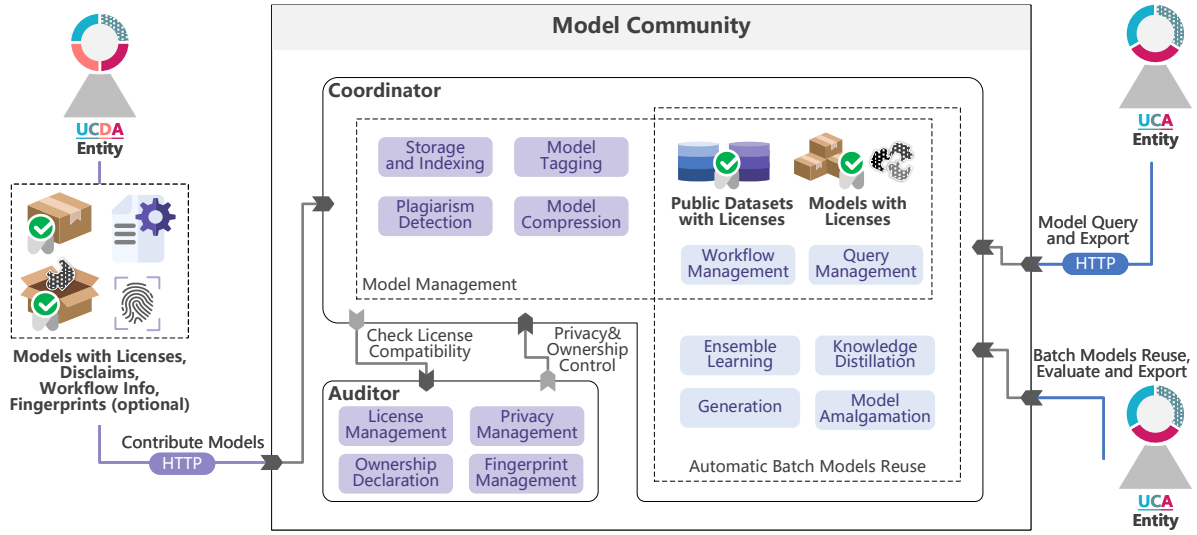 Model Community
UCDA
Entity
Models with Licenses,
Disclaims,
Workflow Info,
Fingerprints (optional)
Contribute Models
HTTP
Coordinator
Storage
and Indexing
Model
Tagging
Plagiarism
Detection
Model
Compression
Model Management
Public Datasets
with Licenses
Models with
Licenses
Workflow
Management
Query
Management
Ensemble
Learning
Knowledge
Distillation
Generation
Model
Amalgamation
Automatic Batch Models Reuse
Check License
Compatibility
Privacy&
Ownership
Control
Auditor
License
Management
Privacy
Management
Ownership
Declaration
Fingerprint
Management
UCA
Entity
Model Query
and Export
HTTP
Batch Models Reuse,
Evaluate and Export
UCA
Entity